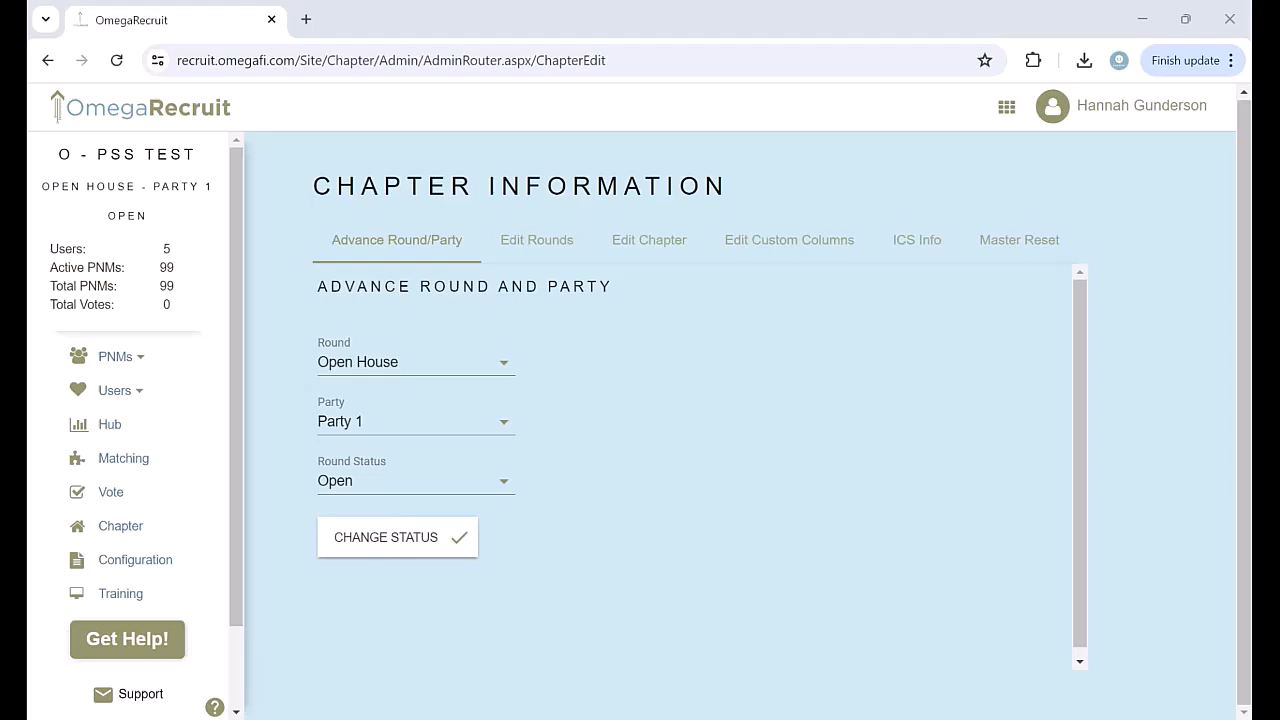 OmegaRecruit
recruit.omegafi.com/Site/Chapter/Admin/AdminRouter.aspx/ChapterEdit
Finish update
OmegaRecruit
Hannah Gunderson
O - PSS TEST
OPEN HOUSE - PARTY 1
OPEN
Users: 5
Active PNMs: 99
Total PNMs: 99
Total Votes: 0
PNMs
Users
Hub
Matching
Vote
Chapter
Configuration
Training
Get Help!
Support
?
CHAPTER INFORMATION
Advance Round/Party Edit Rounds Edit Chapter Edit Custom Columns ICS Info Master Reset
ADVANCE ROUND AND PARTY
Round
Open House
Party
Party 1
Round Status
Open
CHANGE STATUS